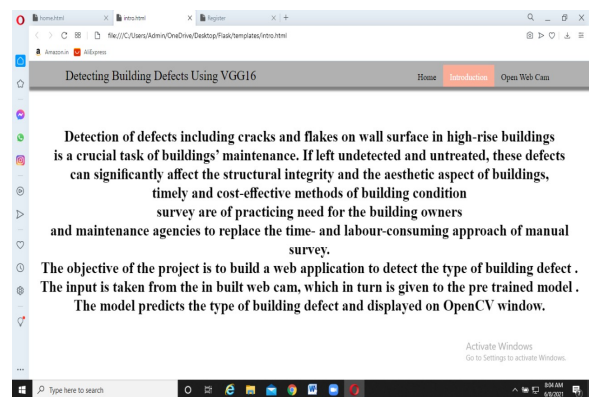 home.html
intro.html
Register
file:///C:/Users/Admin/OneDrive/Desktop/Flask/templates/intro.html
Amazon.in
AliExpress
Detecting Building Defects Using VGG16
Home
Introduction
Open Web Cam
Detection of defects including cracks and flakes on wall surface in high-rise buildings
is a crucial task of buildings’ maintenance. If left undetected and untreated, these defects
can significantly affect the structural integrity and the aesthetic aspect of buildings,
timely and cost-effective methods of building condition
survey are of practicing need for the building owners
and maintenance agencies to replace the time- and labour-consuming approach of manual
survey.
The objective of the project is to build a web application to detect the type of building defect .
The input is taken from the in built web cam, which in turn is given to the pre trained model .
The model predicts the type of building defect and displayed on OpenCV window.
Activate Windows
Go to Settings to activate Windows.
Type here to search
8:04 AM
6/8/2021